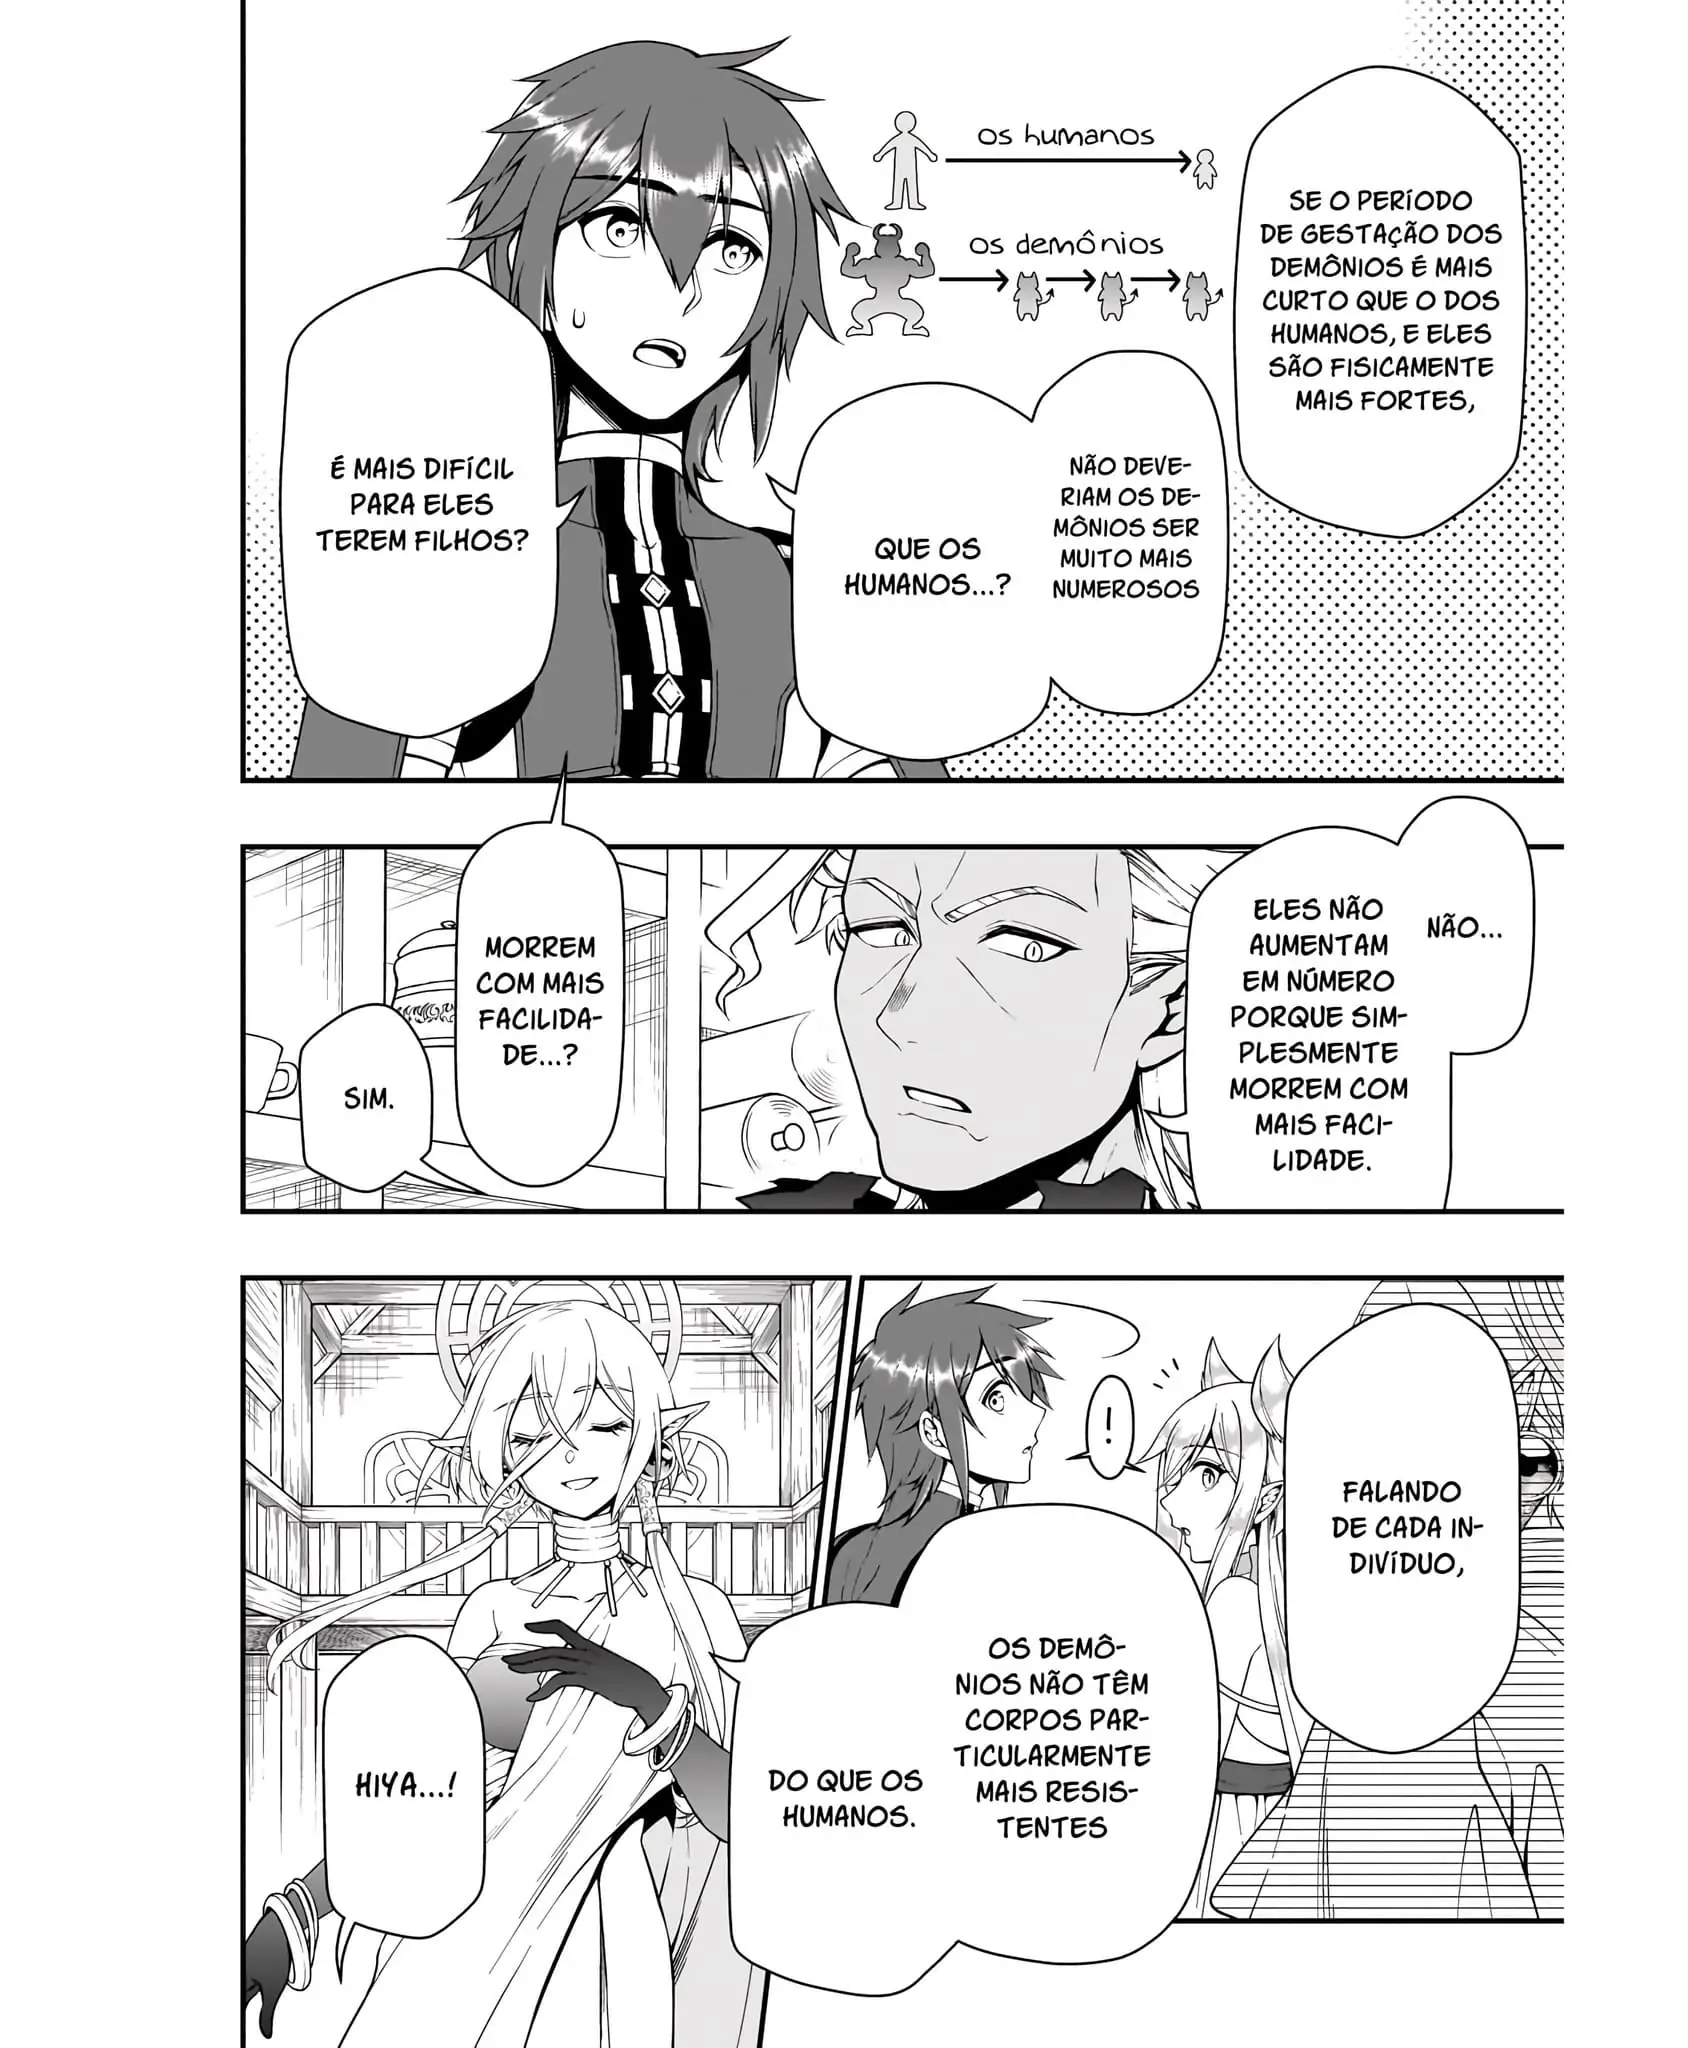 SE O PERÍODO
DE GESTAÇÃO DOS
DEMÔNIOS É MAIS
CURTO QUE O DOS
HUMANOS, E ELES
SÃO FISICAMENTE
MAIS FORTES,
os humanos
os demônios
NÃO DEVE-
RIAM OS DE-
MÔNIOS SER
MUITO MAIS
NUMEROSOS
QUE OS
HUMANOS...?
É MAIS DIFÍCIL
PARA ELES
TEREM FILHOS?
NÃO...
ELES NÃO
AUMENTAM
EM NÚMERO
PORQUE SIM-
PLESMENTE
MORREM COM
MAIS FACI-
LIDADE.
MORREM
COM MAIS
FACILIDA-
DE...?
SIM.
FALANDO
DE CADA IN-
DIVÍDUO,
!
OS DEMÔ-
NIOS NÃO TÊM
CORPOS PAR-
TICULARMENTE
MAIS RESIS-
TENTES
DO QUE OS
HUMANOS.
HIYA...!